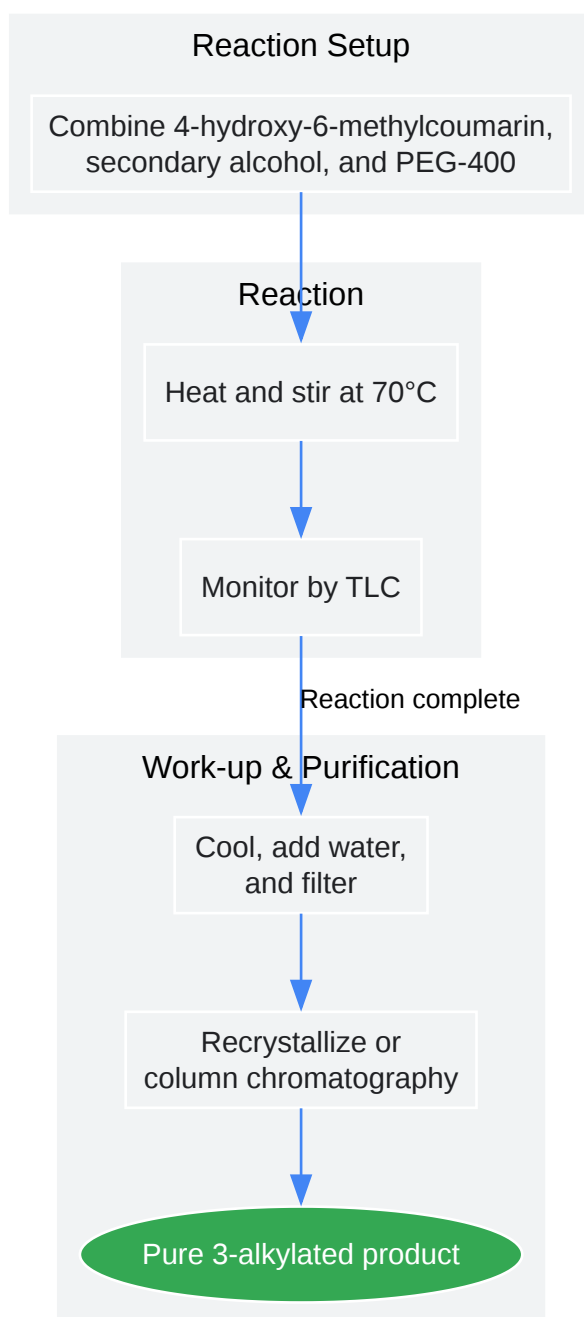 Reaction Setup
Combine 4-hydroxy-6-methylcoumarin,
secondary alcohol, and PEG-400
Reaction
Heat and stir at 70°C
Monitor by TLC
Reaction complete
Work-up & Purification
Cool, add water,
and filter
Recrystallize or
column chromatography
Pure 3-alkylated product